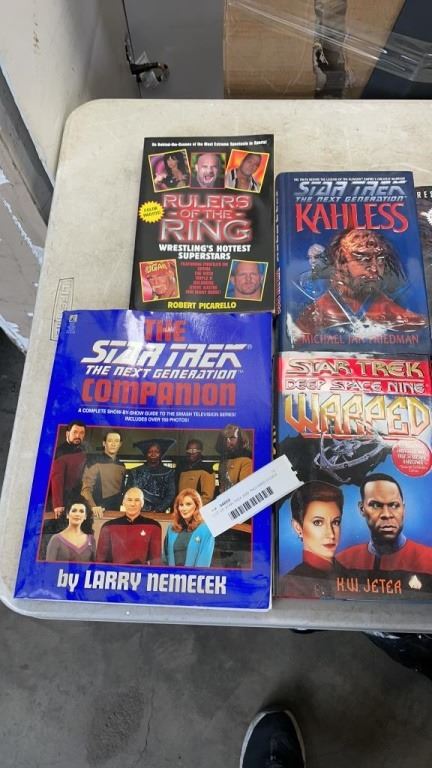 An Behind-the-Scenes of the Most Extreme Spectacle in Sports!
RULERS
OF THE
RING
COLOR
PHOTOS!
WRESTLING'S HOTTEST
SUPERSTARS
ROBERT PICARELLO
STAR TREK
THE NEXT GENERATION®
KAHLESS
MICHAEL JAN FRIEDMAN
THE
STAR TREK®
THE NEXT GENERATION®
COMPANION
A COMPLETE SHOW-BY-SHOW GUIDE TO THE SMASH TELEVISION SERIES!
INCLUDES OVER 150 PHOTOS!
by LARRY NEMECEK
STAR TREK
DEEP SPACE NINE
WARPED
K.W. JETER